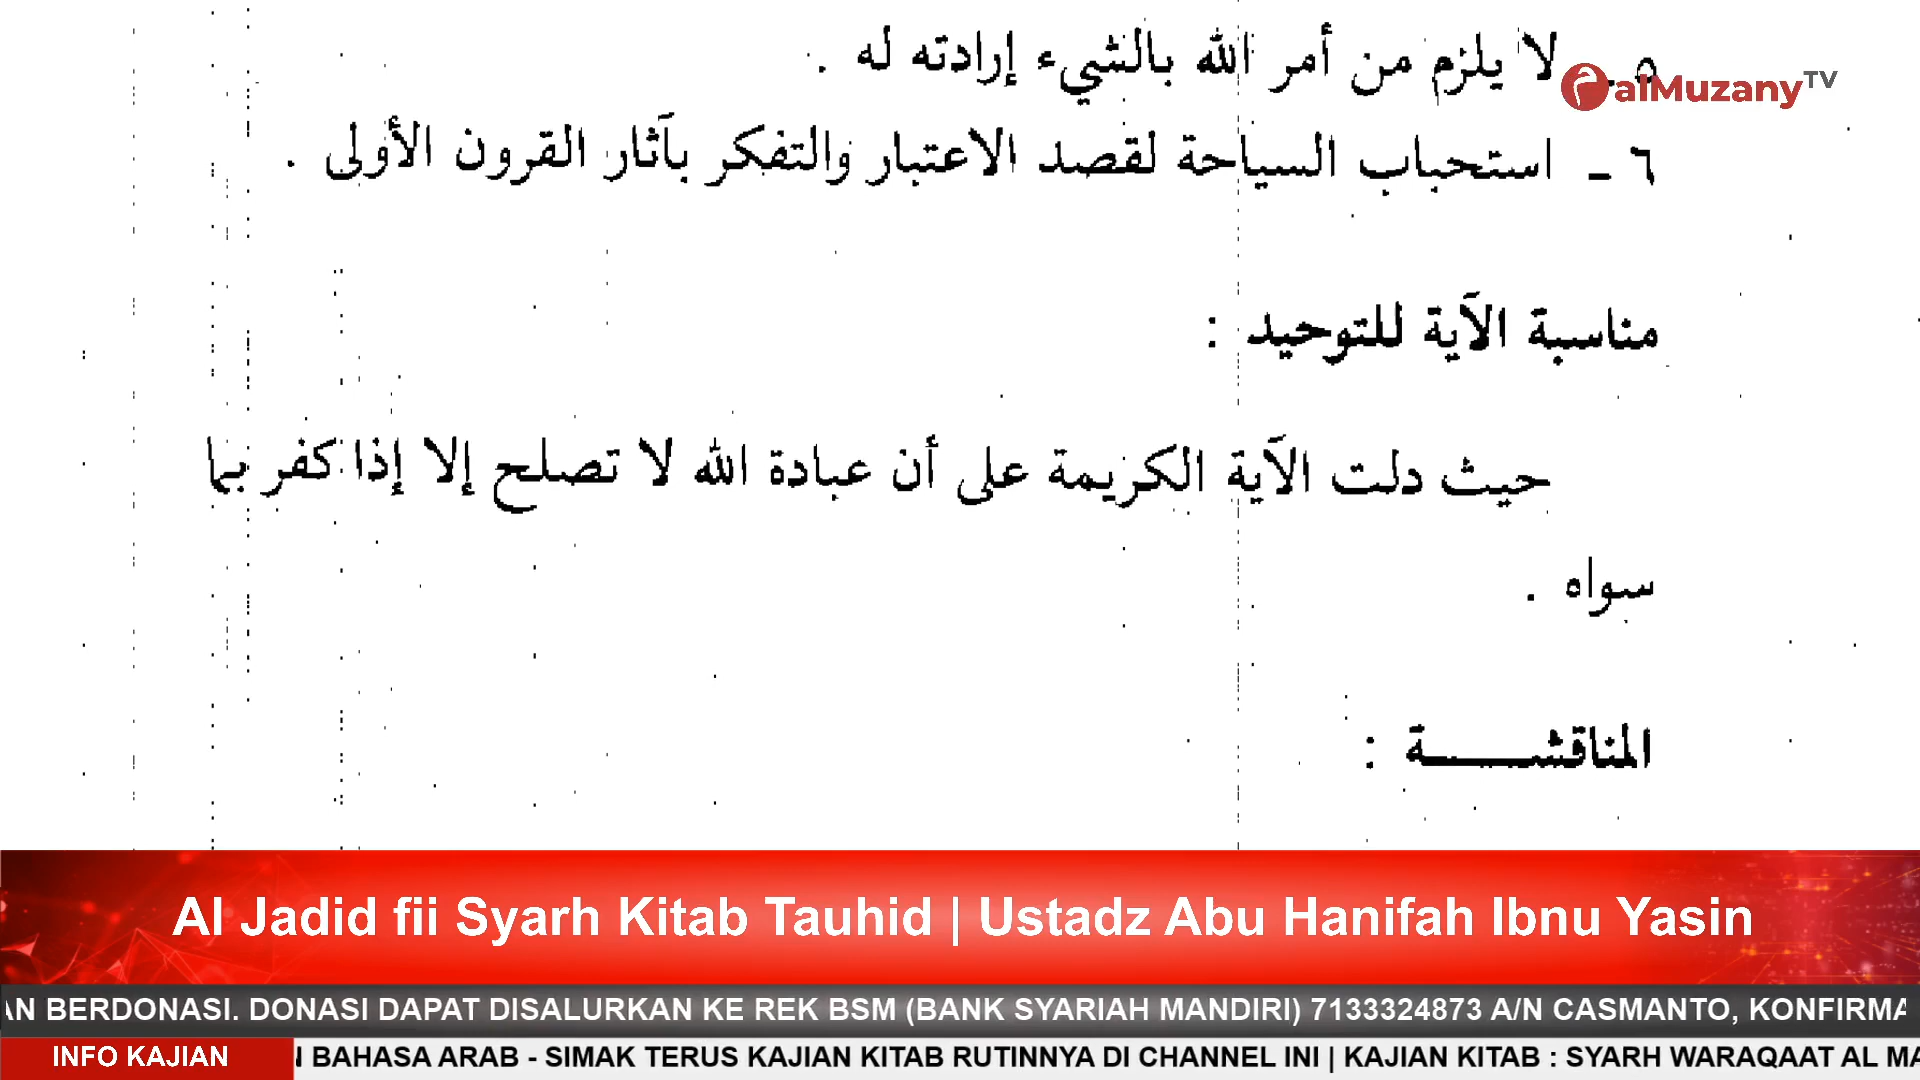 ٥ ـ لا يلزم من أمر الله بالشيء إرادته له .
alMuzanyTV
٦ ـ استحباب السياحة لقصد الاعتبار والتفكر بآثار القرون الأولى .
مناسبة الآية للتوحيد :
حيث دلت الآية الكريمة على أن عبادة الله لا تصلح إلا إذا كفر بما
سواه .
المناقشـــــــة :
Al Jadid fii Syarh Kitab Tauhid | Ustadz Abu Hanifah Ibnu Yasin
AN BERDONASI. DONASI DAPAT DISALURKAN KE REK BSM (BANK SYARIAH MANDIRI) 7133324873 A/N CASMANTO, KONFIRMA
INFO KAJIAN
N BAHASA ARAB - SIMAK TERUS KAJIAN KITAB RUTINNYA DI CHANNEL INI | KAJIAN KITAB : SYARH WARAQAAT AL MA